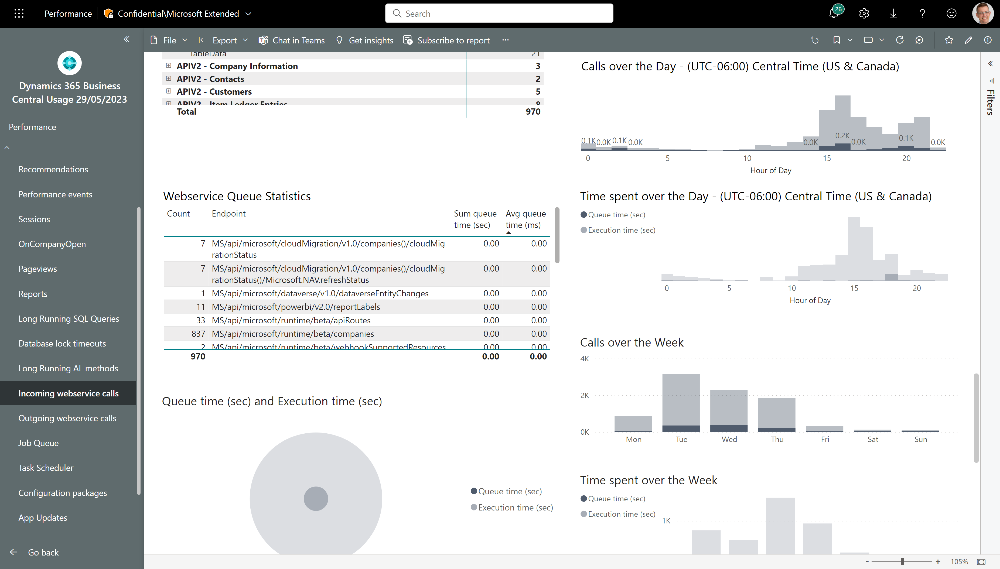 Performance
Confidential\Microsoft Extended
Search
26
File
Export
Chat in Teams
Get insights
Subscribe to report
Dynamics 365 Business
Central Usage 29/05/2023
Performance
Recommendations
Performance events
Sessions
OnCompanyOpen
Pageviews
Reports
Long Running SQL Queries
Database lock timeouts
Long Running AL methods
Incoming webservice calls
Outgoing webservice calls
Job Queue
Task Scheduler
Configuration packages
App Updates
Go back
TableData 21
APIV2 - Company Information 3
APIV2 - Contacts 2
APIV2 - Customers 5
APIV2 - Item Ledger Entries 8
Total 970
Webservice Queue Statistics
Count Endpoint Sum queue time (sec) Avg queue time (ms)
7 MS/api/microsoft/cloudMigration/v1.0/companies()/cloudMig 0.00 0.00
rationStatus
7 MS/api/microsoft/cloudMigration/v1.0/companies()/cloudMig 0.00 0.00
rationStatus()/Microsoft.NAV.refreshStatus
1 MS/api/microsoft/dataverse/v1.0/dataverseEntityChanges 0.00 0.00
11 MS/api/microsoft/powerbi/v2.0/reportLabels 0.00 0.00
33 MS/api/microsoft/runtime/beta/apiRoutes 0.00 0.00
837 MS/api/microsoft/runtime/beta/companies 0.00 0.00
2 MS/api/microsoft/runtime/beta/webhookSupportedResources 0.00 0.00
970 0.00 0.00
Queue time (sec) and Execution time (sec)
Queue time (sec)
Execution time (sec)
Calls over the Day - (UTC-06:00) Central Time (US & Canada)
0.1K 0.0K 0.1K 0.0K 0.0K 0.2K 0.0K 0.1K 0.0K
0 5 10 15 20
Hour of Day
Time spent over the Day - (UTC-06:00) Central Time (US & Canada)
Queue time (sec)
Execution time (sec)
0 5 10 15 20
Hour of Day
Calls over the Week
4K
2K
0K
Mon Tue Wed Thu Fri Sat Sun
Time spent over the Week
Queue time (sec)
Execution time (sec)
1K
Filters
105%